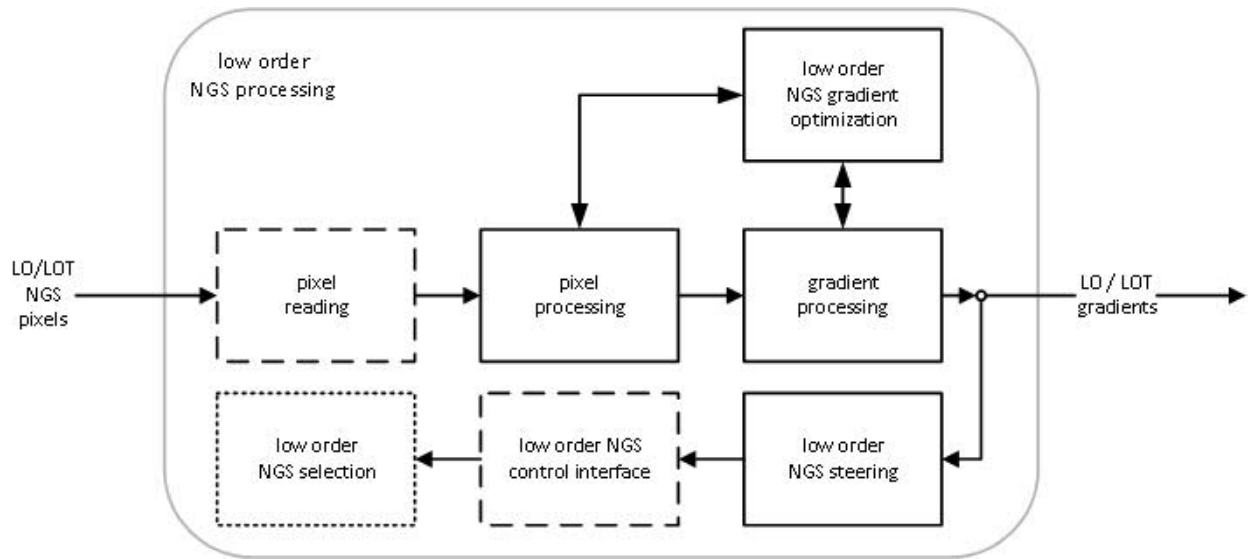 low order
NGS processing
low order
NGS gradient
optimization
LO/LOT
NGS
pixels
pixel
reading
pixel
processing
gradient
processing
LO / LOT
gradients
low order
NGS selection
low order NGS
control interface
low order
NGS steering